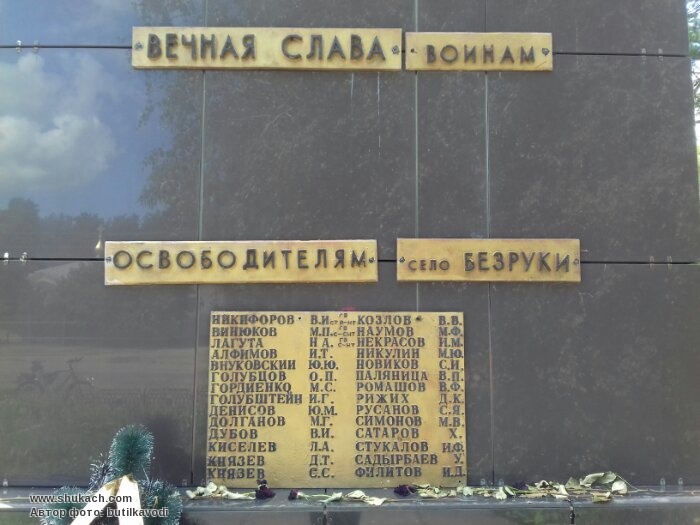 ВЕЧНАЯ СЛАВА ВОИНАМ
ОСВОБОДИТЕЛЯМ СЕЛО БЕЗРУКИ
НИКИФОРОВ В.И КОЗЛОВ В.В.
ВИНЮКОВ М.П. НАУМОВ М.Ф.
ЛАГУТА Н А. НЕКРАСОВ И.М.
АЛФИМОВ И.Т. НИКУЛИН М.Ю.
ВНУКОВСКИЙ Ю.Ю. НОВИКОВ С.И.
ГОЛУБЦОВ О.П. ПАЛЯНИЦА В.П.
ГОРДИЕНКО М.С. РОМАШОВ В.Ф.
ГОЛУБШТЕЙН И.Г. РИЖИХ Д.К.
ДЕНИСОВ Ю.М. РУСАНОВ С.Я.
ДОЛГАНОВ М.Г. СИМОНОВ М.В.
ДУБОВ В.И. САТАРОВ Х.
КИСЕЛЕВ Л.А. СТУКАЛОВ И.Ф.
КНЯЗЕВ Д.Т. САДЫРБАЕВ У.
КНЯЗЕВ С.С. ФИЛИТОВ И.Д.
www.shukach.com
Автор фото: butilkavodi